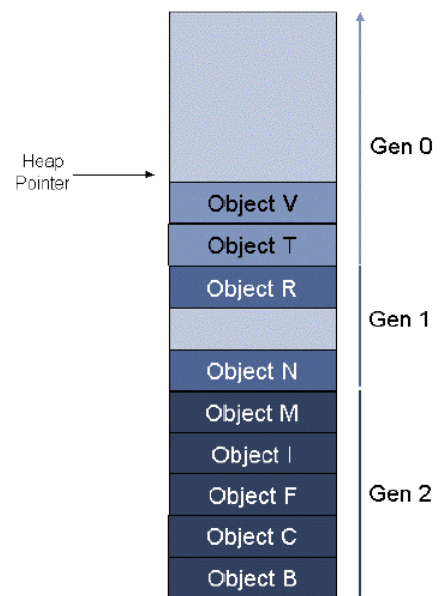 Gen 0
Heap
Pointer
Object V
Object T
Object R
Gen 1
Object N
Object M
Object I
Object F
Gen 2
Object C
Object B